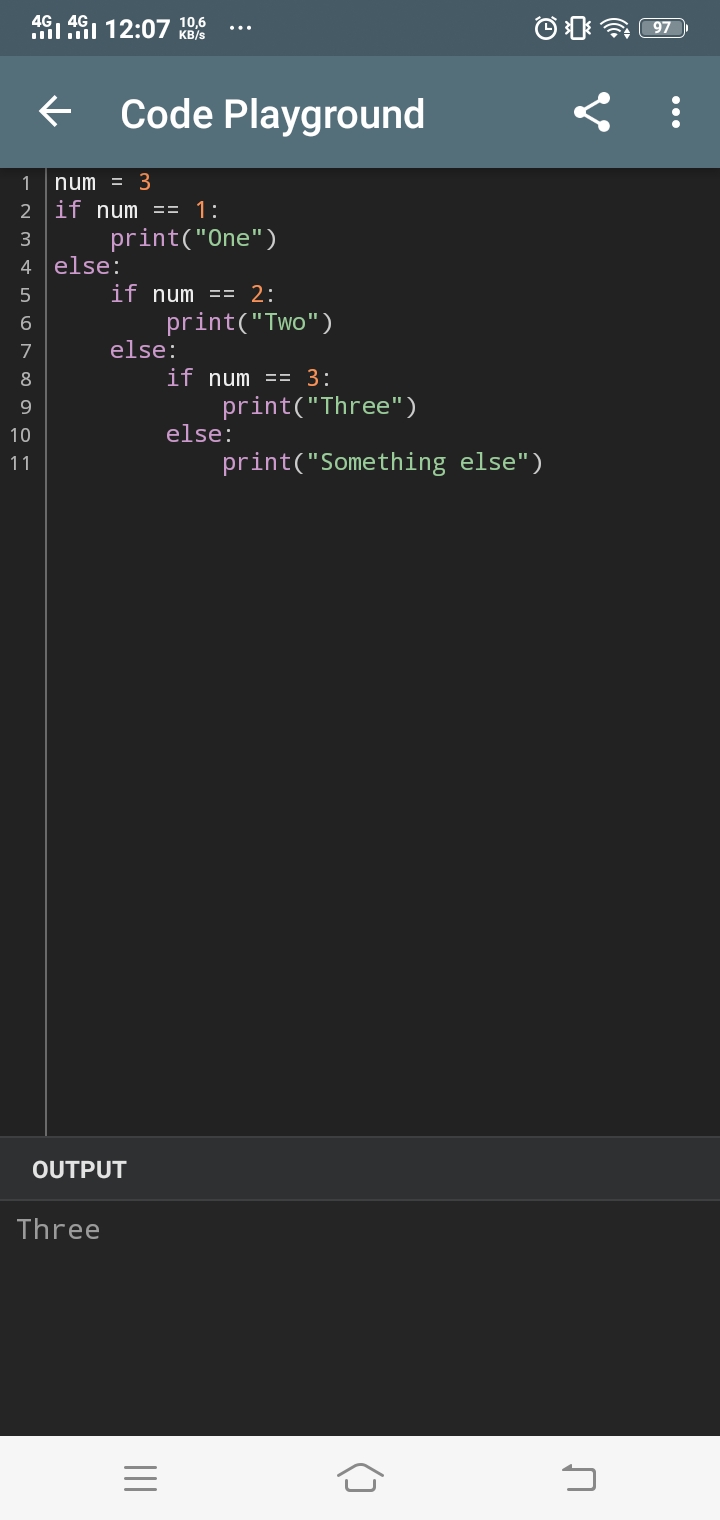 4G 4G 12:07 10,6 KB/s ... 97
Code Playground
1 num = 3
2 if num == 1:
3     print("One")
4 else:
5     if num == 2:
6         print("Two")
7     else:
8         if num == 3:
9             print("Three")
10         else:
11             print("Something else")
OUTPUT
Three